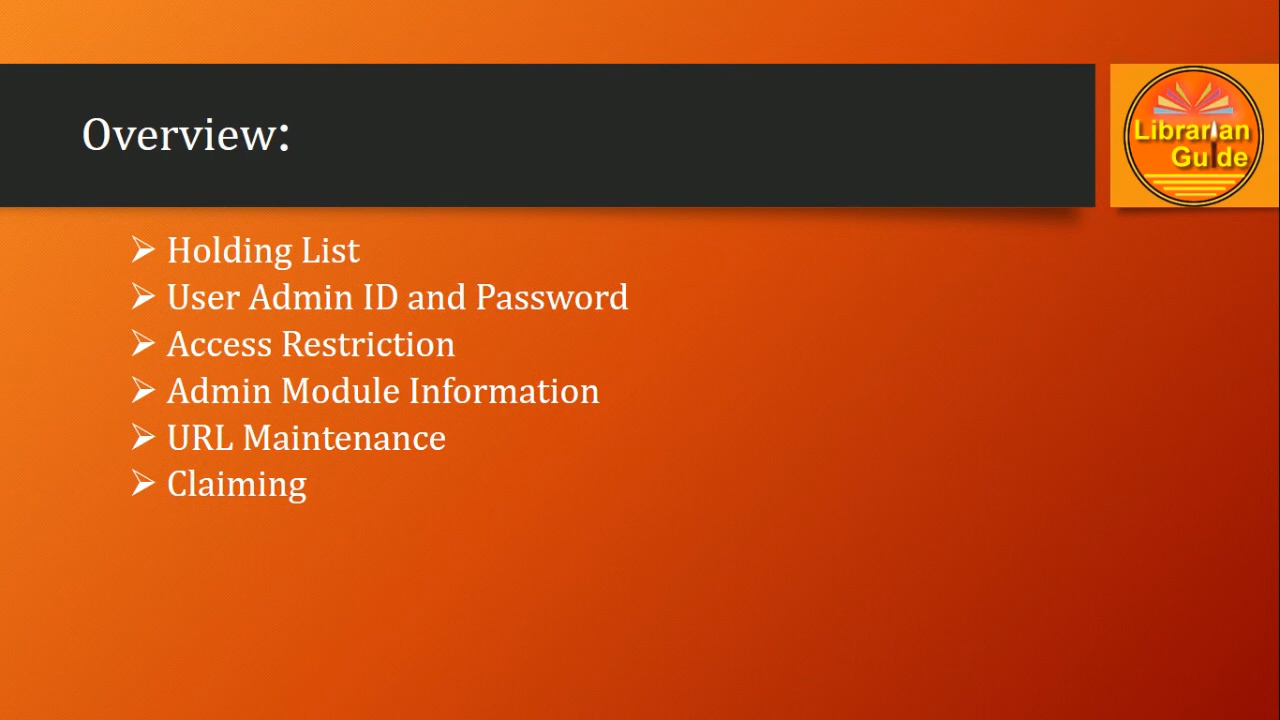 Overview:
Librarian
Guide
Holding List
User Admin ID and Password
Access Restriction
Admin Module Information
URL Maintenance
Claiming